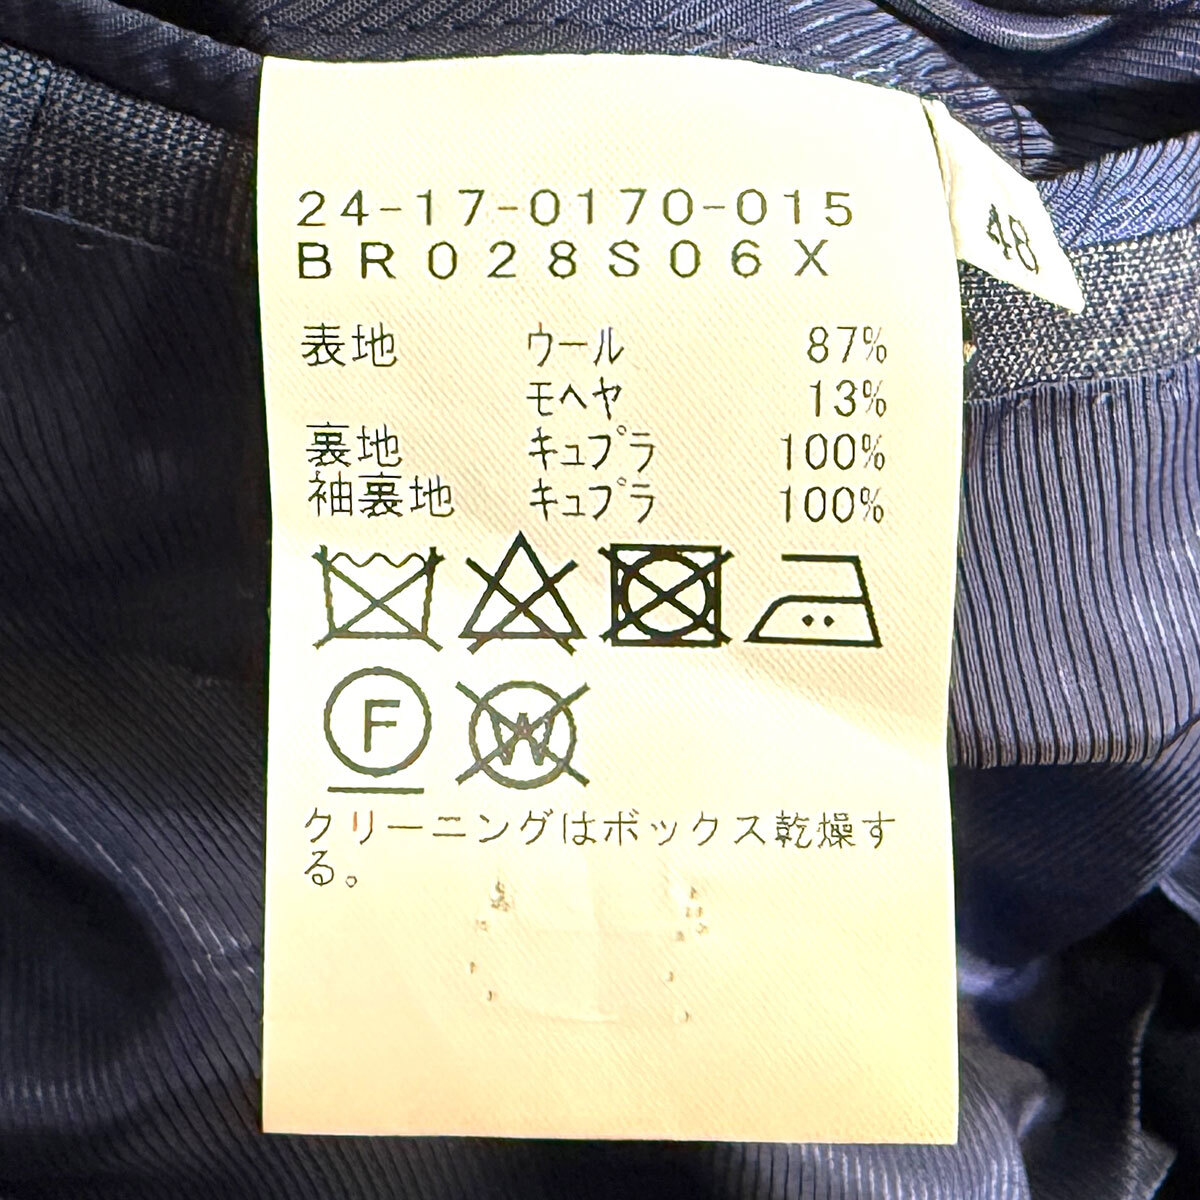 24-17-0170-015
BR028S06X
48
表地 ウール 87%
モヘヤ 13%
裏地 キュプラ 100%
袖裏地 キュプラ 100%
F W
クリーニングはボックス乾燥す
る。